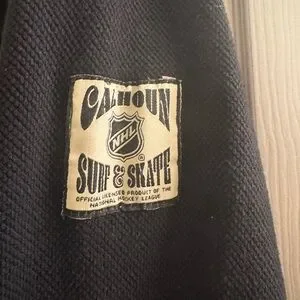 CALHOUN
NHL
®
SURF & SKATE
OFFICIAL LICENSED PRODUCT OF THE
NATIONAL HOCKEY LEAGUE